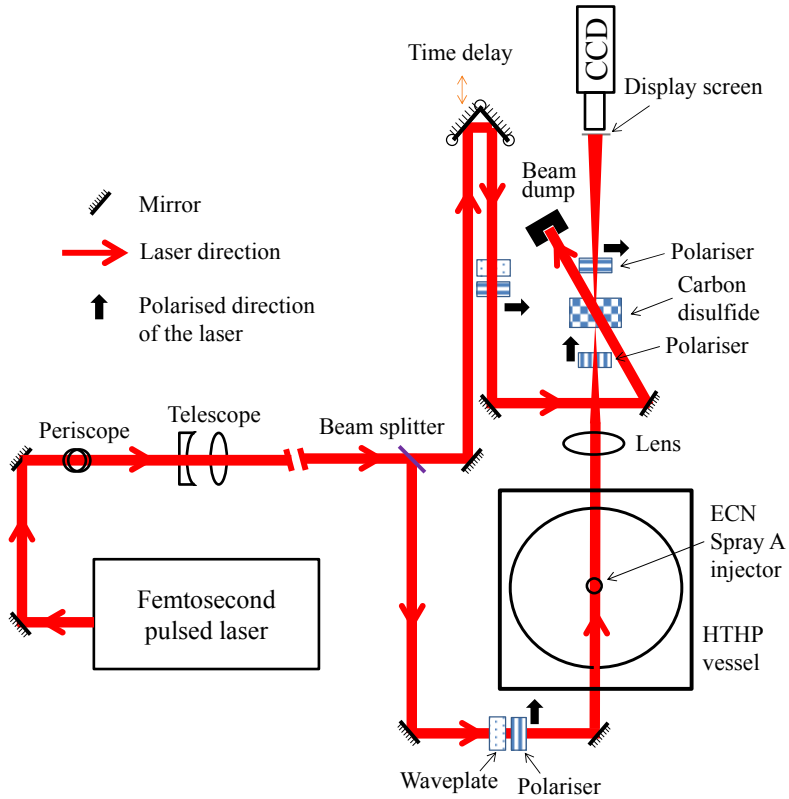 CCD
Time delay
Display screen
Beam
dump
Mirror
Laser direction
Polarised direction
of the laser
Polariser
Carbon
disulfide
Polariser
Periscope
Telescope
Beam splitter
Lens
ECN
Spray A
injector
Femtosecond
pulsed laser
HTHP
vessel
Waveplate
Polariser